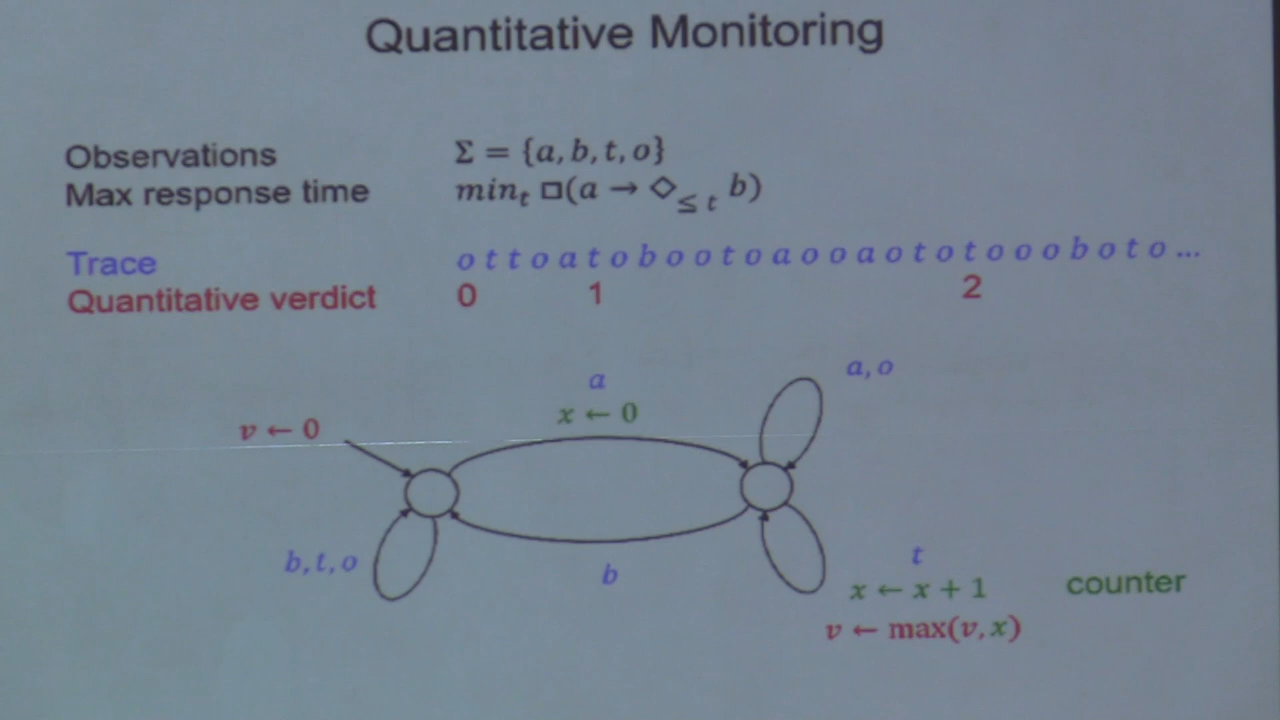 Quantitative Monitoring
Observations Σ = {a, b, t, o}
Max response time min_t □(a → ◇_≤ t b)
Trace o t t o a t o b o o t o a o o a o t o t o o o b o t o ...
Quantitative verdict 0 1 2
a
x ← 0
a, o
v ← 0
b, t, o
b
t
x ← x + 1
counter
v ← max(v, x)